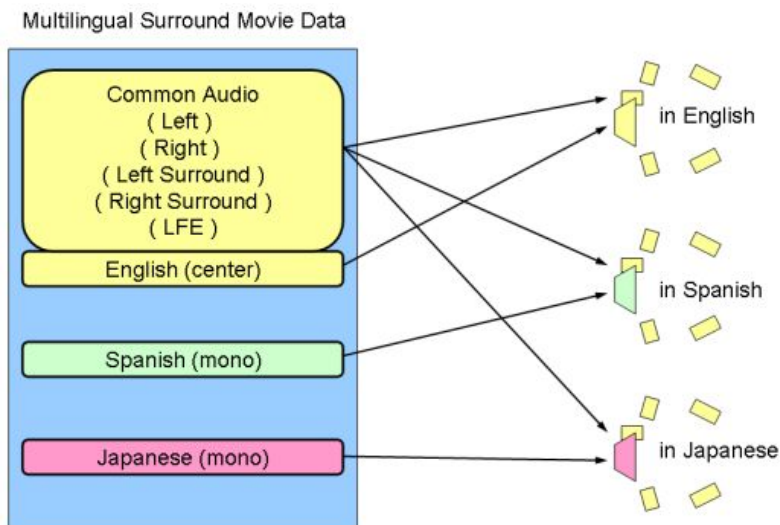 Multilingual Surround Movie Data
Common Audio
( Left )
( Right )
( Left Surround )
( Right Surround )
( LFE )
English (center)
Spanish (mono)
Japanese (mono)
in English
in Spanish
in Japanese